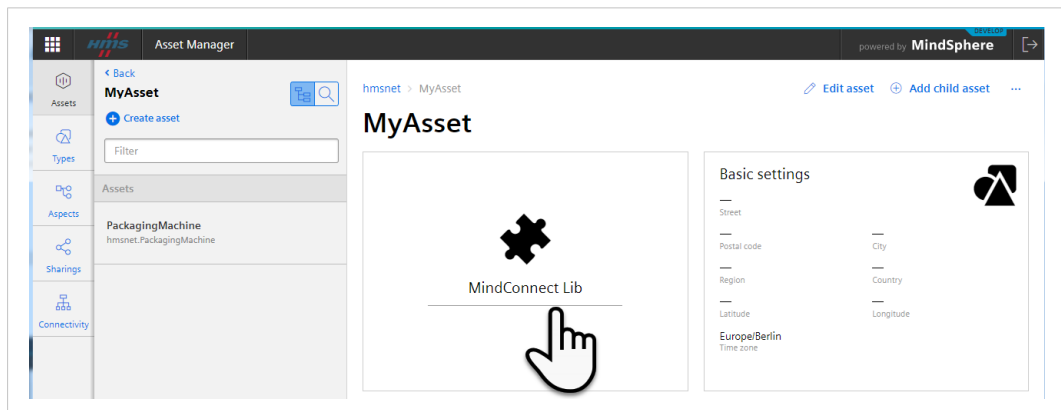 hms
Asset Manager
DEVELOP
powered by MindSphere
Assets
Types
Aspects
Sharings
Connectivity
Back
MyAsset
Create asset
Filter
Assets
PackagingMachine
hmsnet.PackagingMachine
hmsnet > MyAsset
Edit asset
Add child asset
...
MyAsset
MindConnect Lib
Basic settings
—
Street
— —
Postal code City
— —
Region Country
— —
Latitude Longitude
Europe/Berlin
Time zone